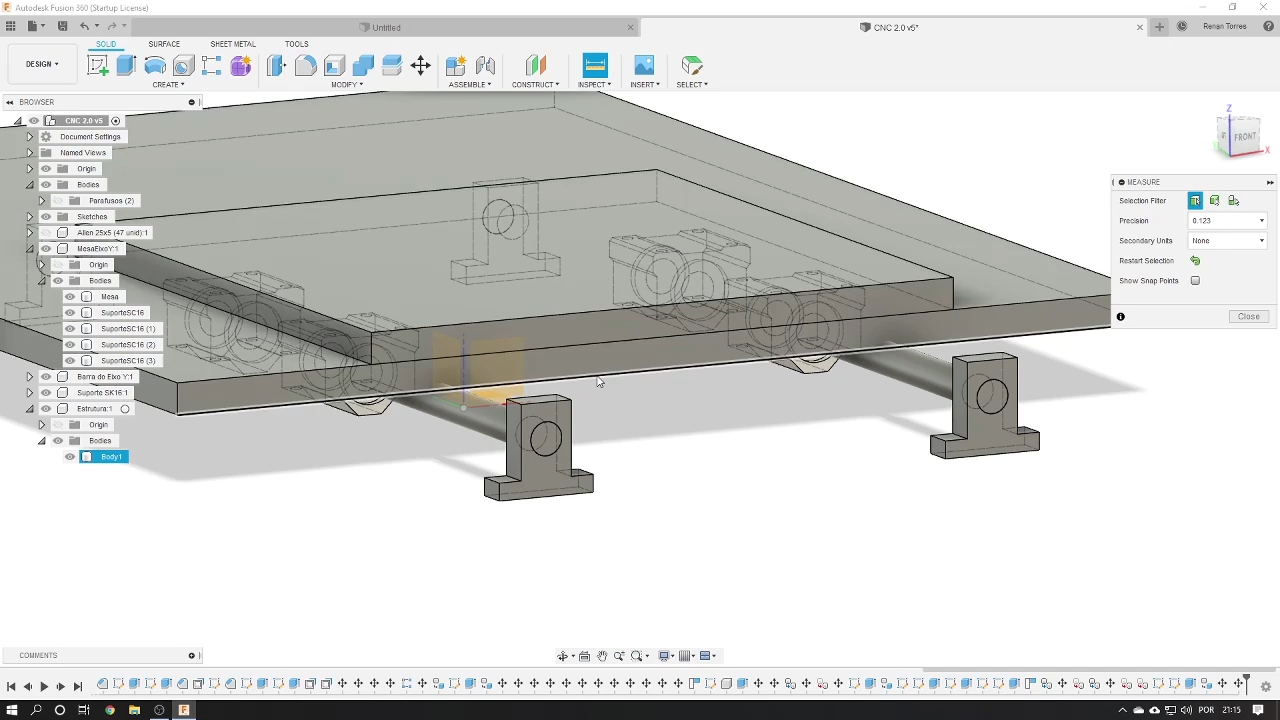 Autodesk Fusion 360 (Startup License)
Untitled
CNC 2.0 v5*
Renan Torres
DESIGN
SOLID
SURFACE
SHEET METAL
TOOLS
CREATE
MODIFY
ASSEMBLE
CONSTRUCT
INSPECT
INSERT
SELECT
BROWSER
CNC 2.0 v5
Document Settings
Named Views
Origin
Bodies
Parafusos (2)
Sketches
Allen 25x5 (47 unid):1
MesaEixoY:1
Origin
Bodies
Mesa
SuporteSC16
SuporteSC16 (1)
SuporteSC16 (2)
SuporteSC16 (3)
Barra do Eixo Y:1
Suporte SK16:1
Estrutura:1
Origin
Bodies
Body1
Z
FRONT
X
MEASURE
Selection Filter
Precision
0.123
Secondary Units
None
Restart Selection
Show Snap Points
Close
COMMENTS
POR
21:15